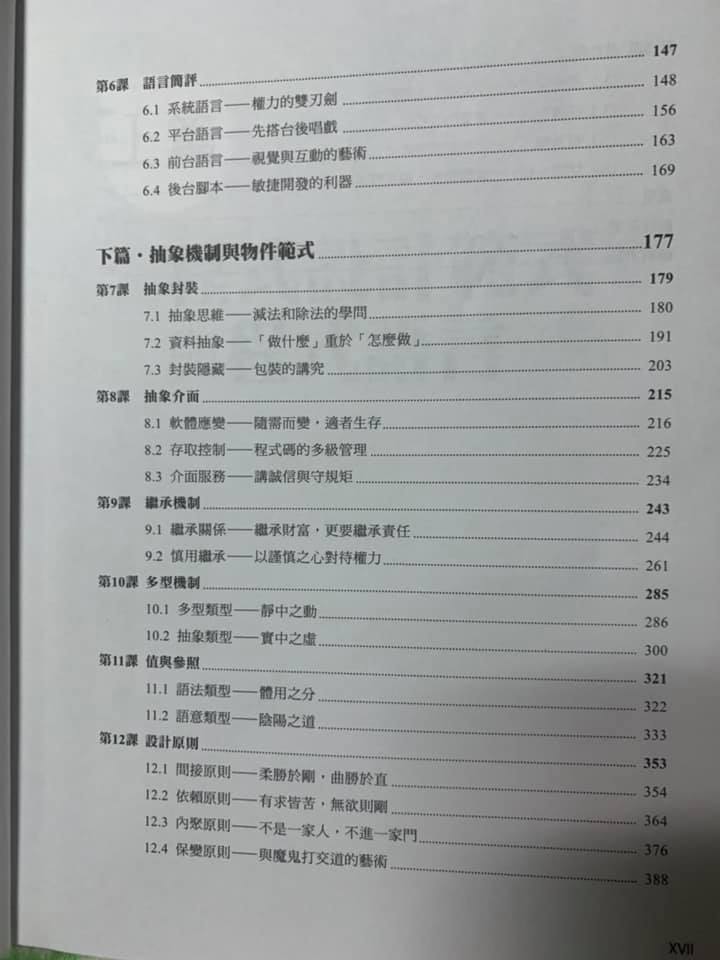 第6課 語言簡評 147
6.1 系統語言——權力的雙刃劍 148
6.2 平台語言——先搭台後唱戲 156
6.3 前台語言——視覺與互動的藝術 163
6.4 後台腳本——敏捷開發的利器 169
下篇·抽象機制與物件範式 177
第7課 抽象封裝 179
7.1 抽象思維——減法和除法的學問 180
7.2 資料抽象——「做什麼」重於「怎麼做」 191
7.3 封裝隱藏——包裝的講究 203
第8課 抽象介面 215
8.1 軟體應變——隨需而變,適者生存 216
8.2 存取控制——程式碼的多級管理 225
8.3 介面服務——講誠信與守規矩 234
第9課 繼承機制 243
9.1 繼承關係——繼承財富,更要繼承責任 244
9.2 慎用繼承——以謹慎之心對待權力 261
第10課 多型機制 285
10.1 多型類型——靜中之動 286
10.2 抽象類型——實中之虛 300
第11課 值與參照 321
11.1 語法類型——體用之分 322
11.2 語意類型——陰陽之道 333
第12課 設計原則 353
12.1 間接原則——柔勝於剛,曲勝於直 354
12.2 依賴原則——有求皆苦,無欲則剛 364
12.3 內聚原則——不是一家人,不進一家門 376
12.4 保變原則——與魔鬼打交道的藝術 388
XVII